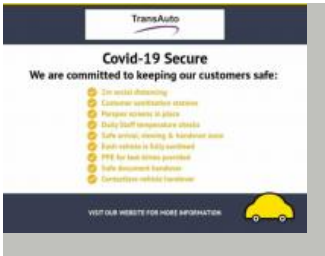 TransAuto
Covid-19 Secure
We are committed to keeping our customers safe:
2m social distancing
Customer sanitisation stations
Perspex screens in place
Daily Staff temperature checks
Safe arrival, viewing & handover zone
Each vehicle is fully sanitised
PPE for test drives provided
Safe document handover
Contactless vehicle handover
VISIT OUR WEBSITE FOR MORE INFORMATION